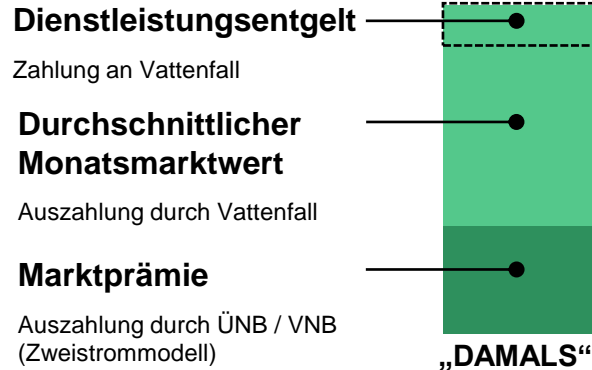 Dienstleistungsentgelt
Zahlung an Vattenfall
Durchschnittlicher
Monatsmarktwert
Auszahlung durch Vattenfall
Marktprämie
Auszahlung durch ÜNB / VNB
(Zweistrommodell)
„DAMALS“